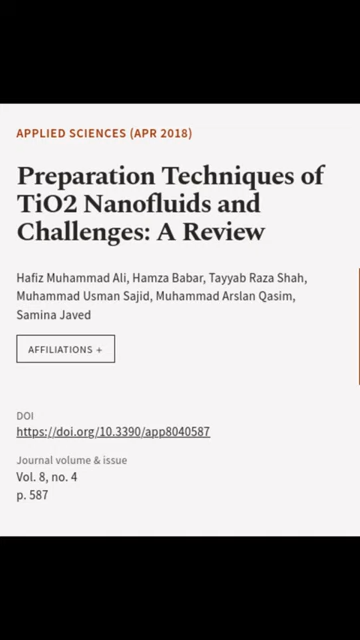 APPLIED SCIENCES (APR 2018)
Preparation Techniques of
TiO2 Nanofluids and
Challenges: A Review
Hafiz Muhammad Ali, Hamza Babar, Tayyab Raza Shah,
Muhammad Usman Sajid, Muhammad Arslan Qasim,
Samina Javed
AFFILIATIONS +
DOI
https://doi.org/10.3390/app8040587
Journal volume & issue
Vol. 8, no. 4
p. 587